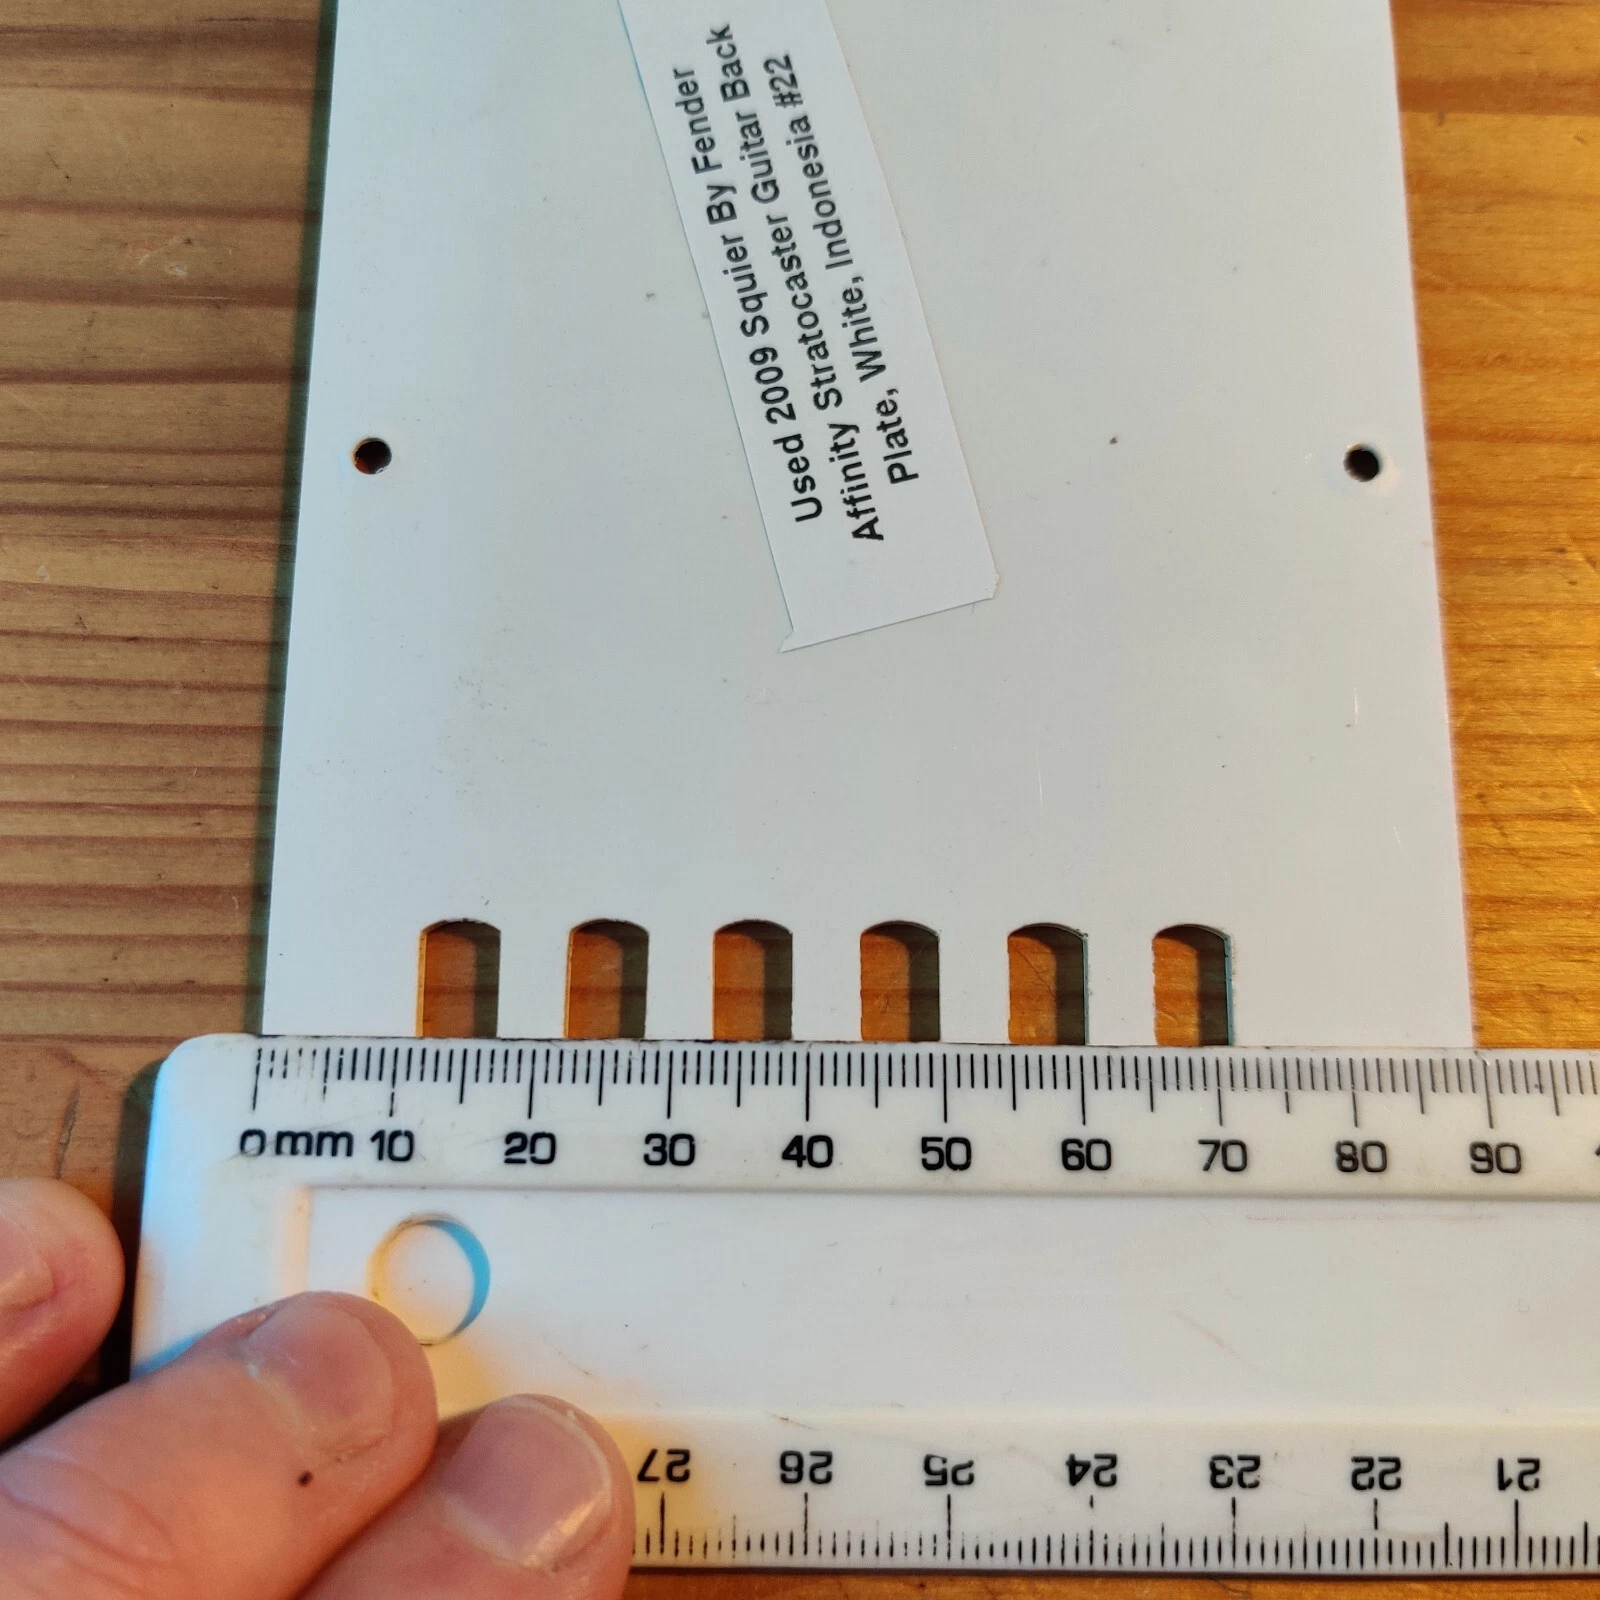 Used 2009 Squier By Fender
Affinity Stratocaster Guitar Back
Plate, White, Indonesia #22
0 mm 10 20 30 40 50 60 70 80 90
27 26 25 24 23 22 21